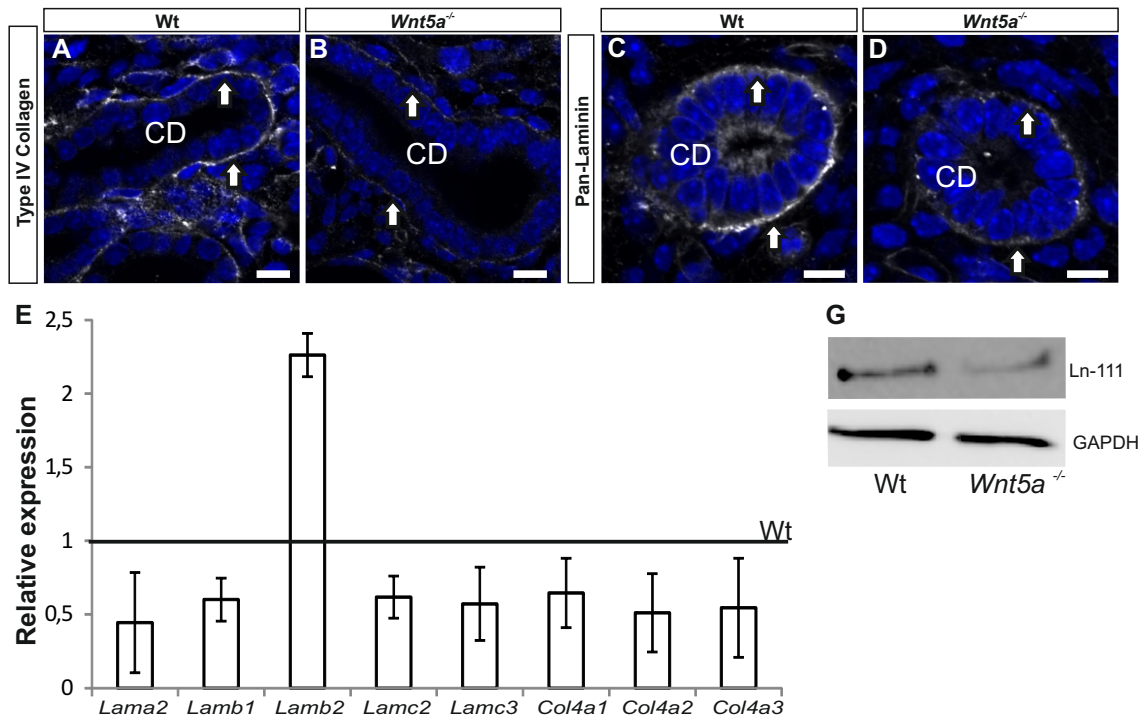 Wt
Wnt5a-/-
Wt
Wnt5a-/-
Type IV Collagen
A
CD
B
CD
Pan-Laminin
C
CD
D
CD
E
Relative expression
2,5
2
1,5
1
0,5
0
Wt
Lama2 Lamb1 Lamb2 Lamc2 Lamc3 Col4a1 Col4a2 Col4a3
G
Ln-111
GAPDH
Wt Wnt5a -/-